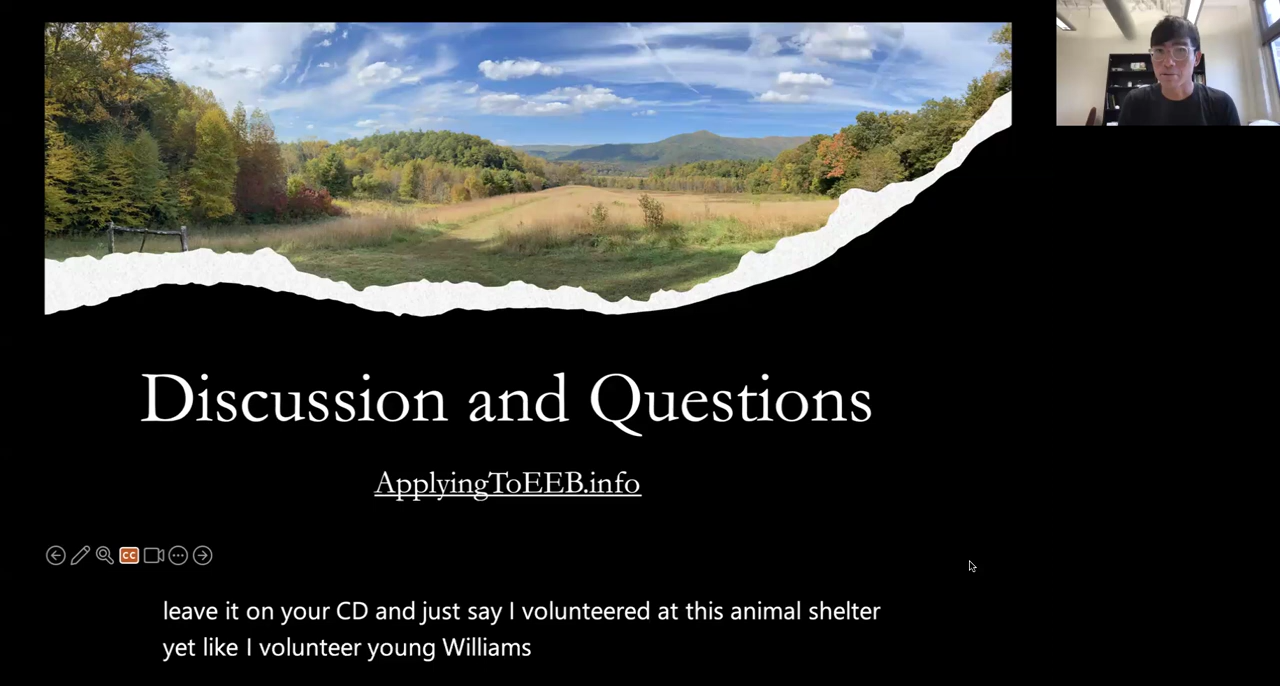 Discussion and Questions
ApplyingToEEB.info
CC
leave it on your CD and just say I volunteered at this animal shelter
yet like I volunteer young Williams